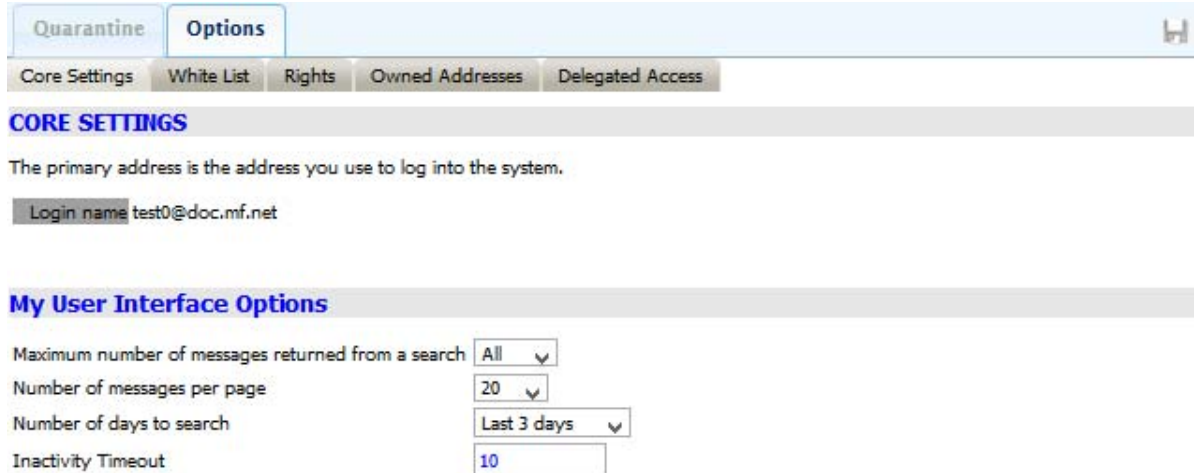 Quarantine Options
Core Settings White List Rights Owned Addresses Delegated Access
CORE SETTINGS
The primary address is the address you use to log into the system.
Login name test0@doc.mf.net
My User Interface Options
Maximum number of messages returned from a search All
Number of messages per page 20
Number of days to search Last 3 days
Inactivity Timeout 10